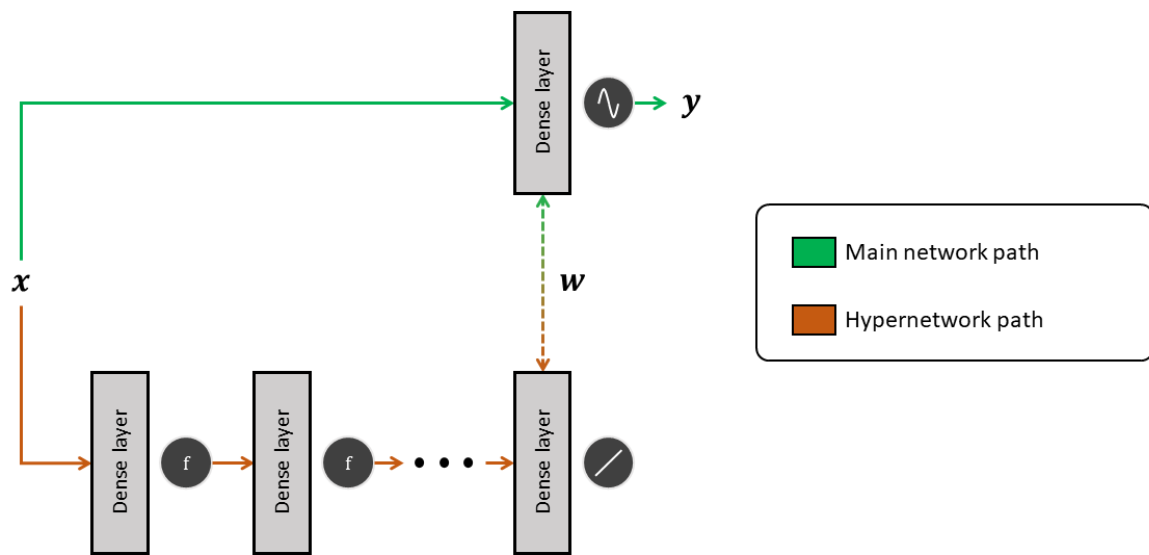 Dense layer
y
x
w
Main network path
Hypernetwork path
Dense layer
f
Dense layer
f
Dense layer